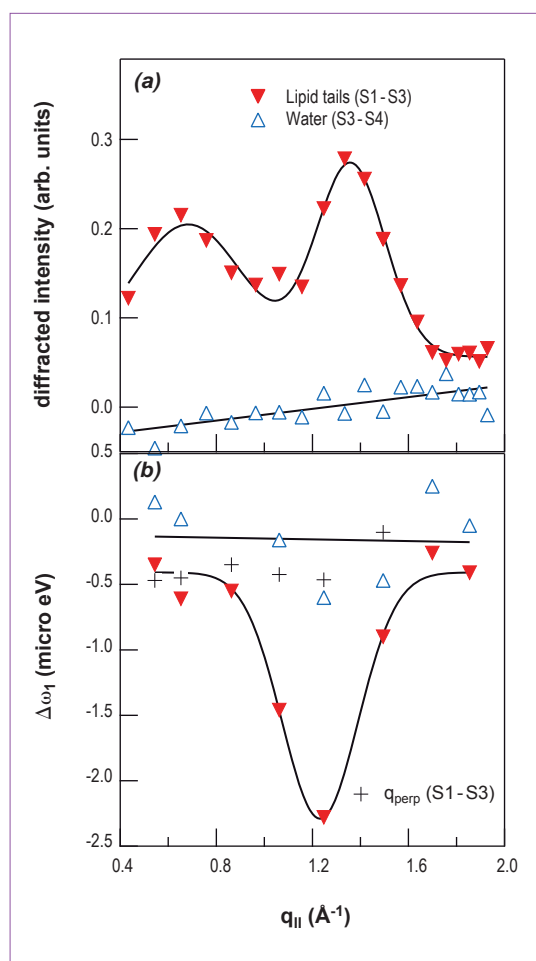 (a)
Lipid tails (S1-S3)
Water (S3-S4)
diffracted intensity (arb. units)
0.3
0.2
0.1
0.0
0.5
(b)
0.0
-0.5
-1.0
-1.5
-2.0
-2.5
Δω₁ (micro eV)
q_perp (S1-S3)
0.4 0.8 1.2 1.6 2.0
q_II (Å⁻¹)